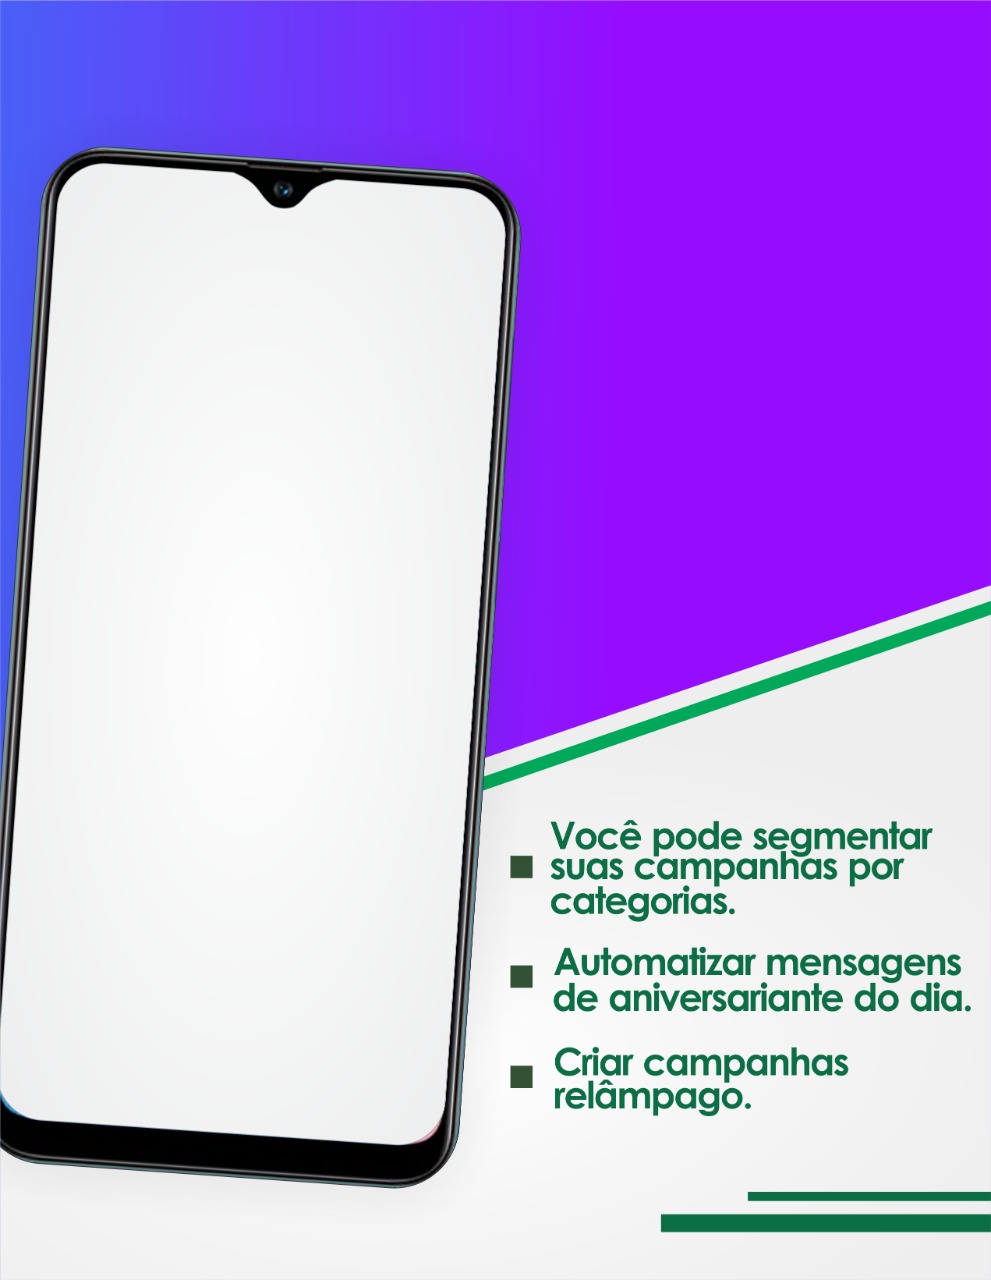 Você pode segmentar
suas campanhas por
categorias.
Automatizar mensagens
de aniversariante do dia.
Criar campanhas
relâmpago.